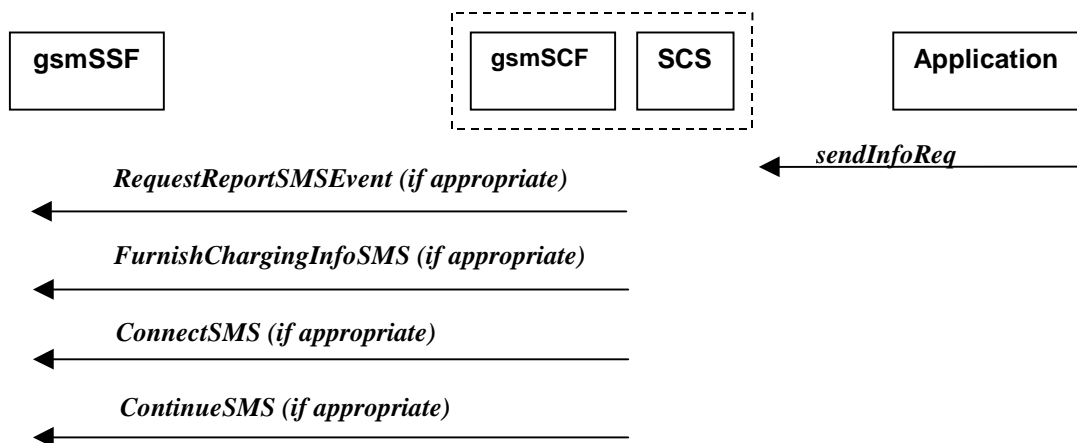 gsmSSF
gsmSCF
SCS
Application
sendInfoReq
RequestReportSMSEvent (if appropriate)
FurnishChargingInfoSMS (if appropriate)
ConnectSMS (if appropriate)
ContinueSMS (if appropriate)